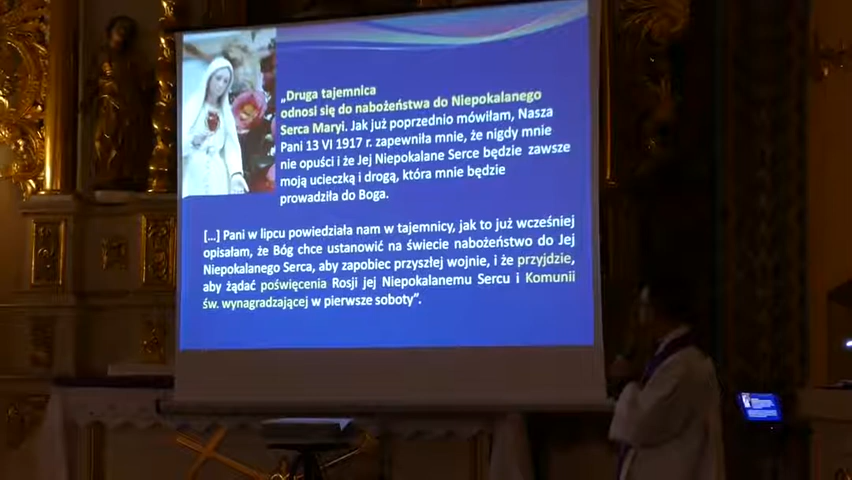 „Druga tajemnica
odnosi się do nabożeństwa do Niepokalanego
Serca Maryi. Jak już poprzednio mówiłam, Nasza
Pani 13 VI 1917 r. zapewniła mnie, że nigdy mnie
nie opuści i że Jej Niepokalane Serce będzie zawsze
moją ucieczką i drogą, która mnie będzie
prowadziła do Boga.
[...] Pani w lipcu powiedziała nam w tajemnicy, jak to już wcześniej
opisałam, że Bóg chce ustanowić na świecie nabożeństwo do Jej
Niepokalanego Serca, aby zapobiec przyszłej wojnie, i że przyjdzie,
aby żądać poświęcenia Rosji jej Niepokalanemu Sercu i Komunii
św. wynagradzającej w pierwsze soboty”.